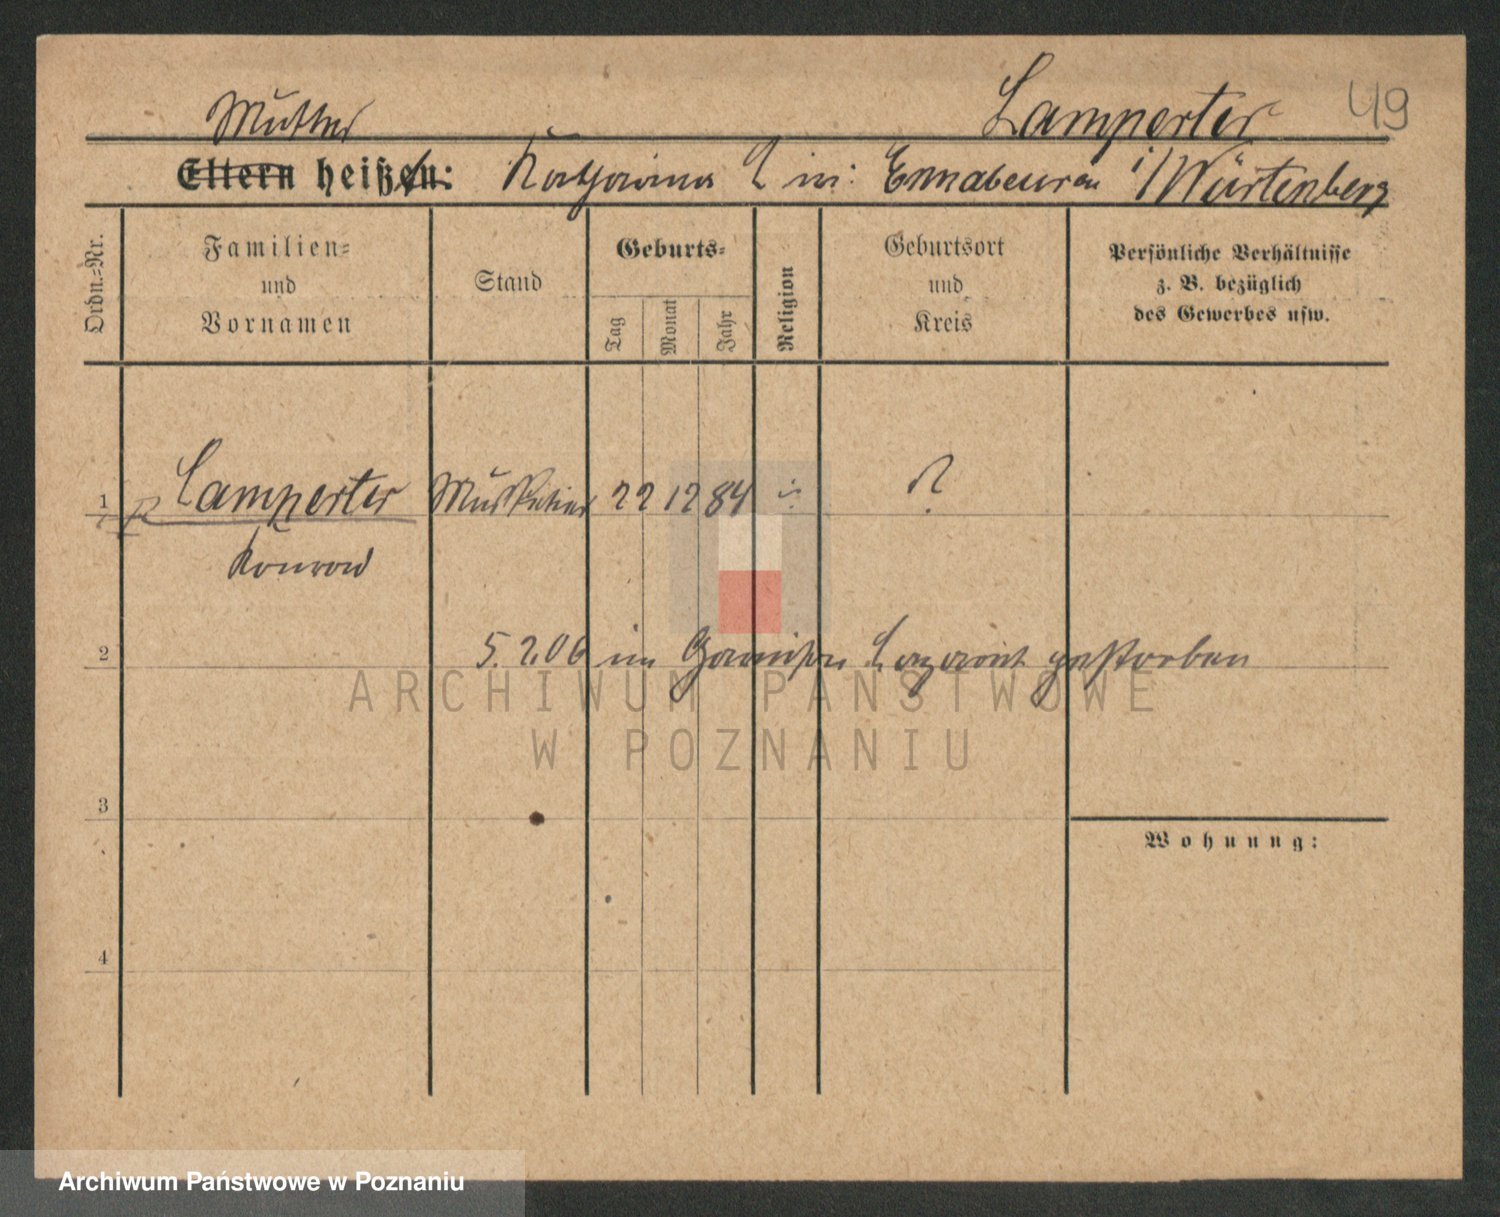 Lamperter 49
Mutter
Eltern heißen: Katharina L in: Ennabeuren i/Würtenberg
Ordn.=Nr.
Familien=
und
Vornamen
Stand
Geburts=
Tag
Monat
Jahr
Religion
Geburtsort
und
Kreis
Persönliche Verhältnisse
z. B. bezüglich
des Gewerbes usw.
1 Lamperter Musketier 22 12 84 ?
Konrad
2 5.2.06 im Garnison Lazarett gestorben
ARCHIWUM PAŃSTWOWE
W POZNANIU
3
Wohnung:
4
Archiwum Państwowe w Poznaniu